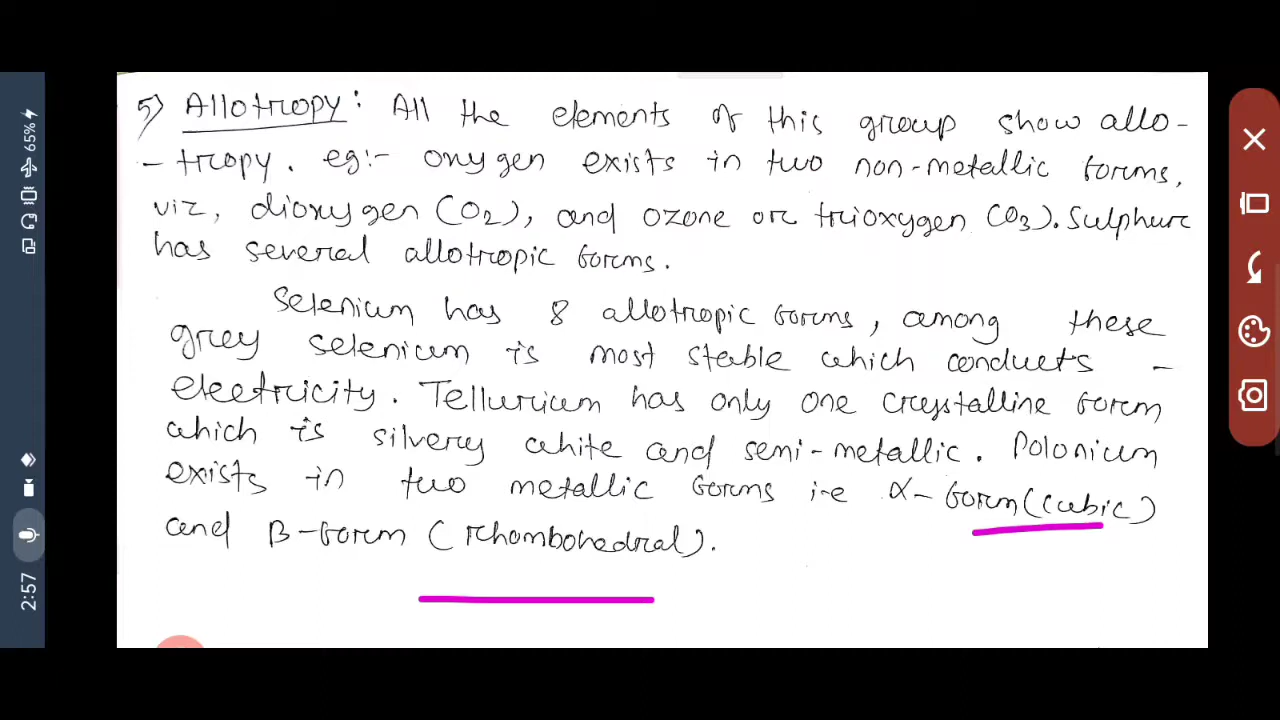 5) Allotropy: All the elements of this group show allo-
- tropy. eg:- oxygen exists in two non-metallic forms,
viz, dioxygen (O2), and ozone or trioxygen (O3). Sulphur
has several allotropic forms.
Selenium has 8 allotropic forms, among these
grey selenium is most stable which conducts -
electricity. Tellurium has only one crystalline form
which is silvery white and semi-metallic. Polonium
exists in two metallic forms i-e α- form (cubic)
and β-form (rhombohedral).
65%
2:57